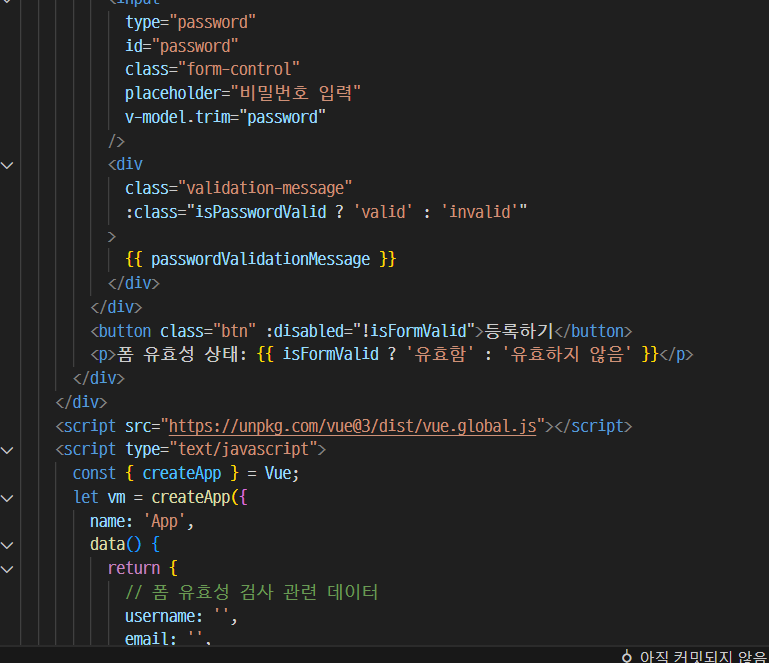 <input
type="password"
id="password"
class="form-control"
placeholder="비밀번호 입력"
v-model.trim="password"
/>
<div
class="validation-message"
:class="isPasswordValid ? 'valid' : 'invalid'"
>
{{ passwordValidationMessage }}
</div>
</div>
<button class="btn" :disabled="!isFormValid">등록하기</button>
<p>폼 유효성 상태: {{ isFormValid ? '유효함' : '유효하지 않음' }}</p>
</div>
</div>
<script src="https://unpkg.com/vue@3/dist/vue.global.js"></script>
<script type="text/javascript">
const { createApp } = Vue;
let vm = createApp({
name: 'App',
data() {
return {
// 폼 유효성 검사 관련 데이터
username: '',
email: '',
아직 커밋되지 않음